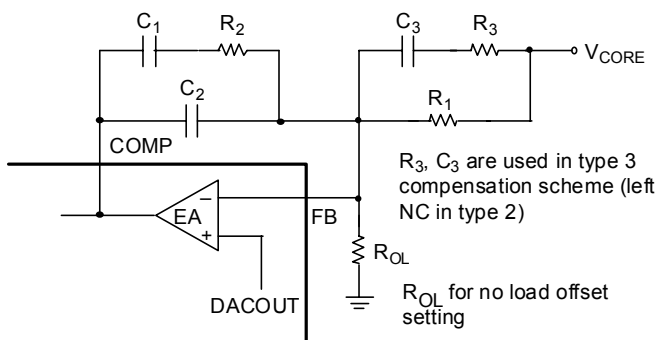 C1
R2
C3
R3
VCORE
C2
R1
COMP
R3, C3 are used in type 3
compensation scheme (left
NC in type 2)
EA
−
+
FB
ROL
DACOUT
ROL for no load offset
setting